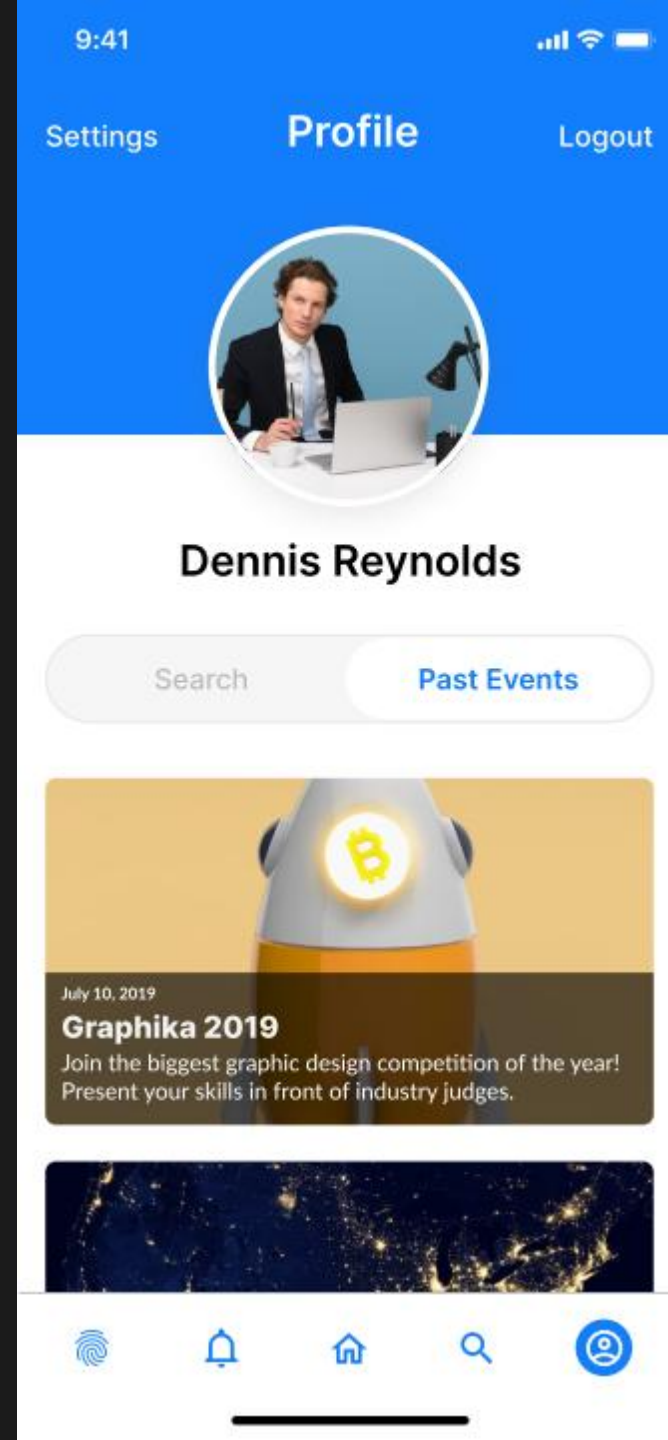 9:41
Settings
Profile
Logout
Dennis Reynolds
Search
Past Events
July 10, 2019
Graphika 2019
Join the biggest graphic design competition of the year!
Present your skills in front of industry judges.